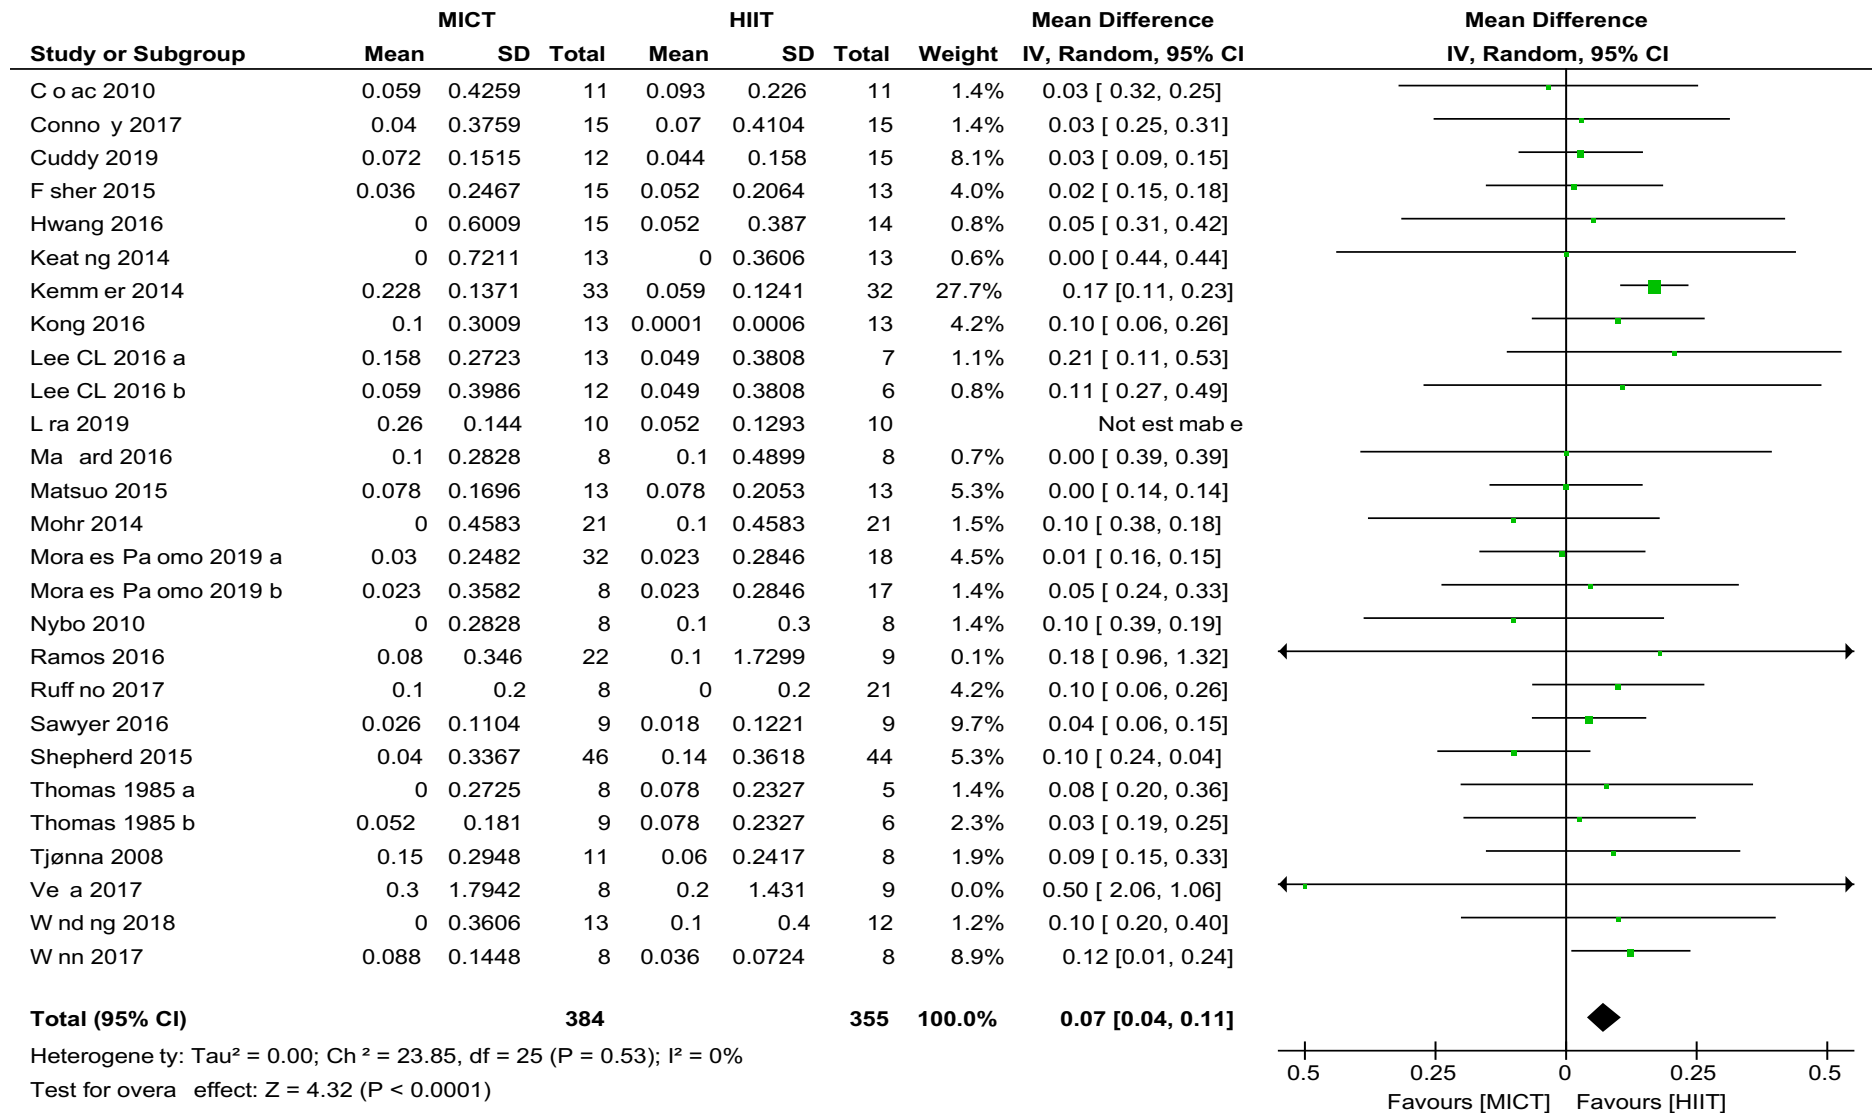 MICT HIIT Mean Difference Mean Difference
Study or Subgroup Mean SD Total Mean SD Total Weight IV, Random, 95% CI IV, Random, 95% CI
C o ac 2010 0.059 0.4259 11 0.093 0.226 11 1.4% 0.03 [ 0.32, 0.25]
Conno y 2017 0.04 0.3759 15 0.07 0.4104 15 1.4% 0.03 [ 0.25, 0.31]
Cuddy 2019 0.072 0.1515 12 0.044 0.158 15 8.1% 0.03 [ 0.09, 0.15]
F sher 2015 0.036 0.2467 15 0.052 0.2064 13 4.0% 0.02 [ 0.15, 0.18]
Hwang 2016 0 0.6009 15 0.052 0.387 14 0.8% 0.05 [ 0.31, 0.42]
Keat ng 2014 0 0.7211 13 0 0.3606 13 0.6% 0.00 [ 0.44, 0.44]
Kemm er 2014 0.228 0.1371 33 0.059 0.1241 32 27.7% 0.17 [0.11, 0.23]
Kong 2016 0.1 0.3009 13 0.0001 0.0006 13 4.2% 0.10 [ 0.06, 0.26]
Lee CL 2016 a 0.158 0.2723 13 0.049 0.3808 7 1.1% 0.21 [ 0.11, 0.53]
Lee CL 2016 b 0.059 0.3986 12 0.049 0.3808 6 0.8% 0.11 [ 0.27, 0.49]
L ra 2019 0.26 0.144 10 0.052 0.1293 10 Not est mab e
Ma ard 2016 0.1 0.2828 8 0.1 0.4899 8 0.7% 0.00 [ 0.39, 0.39]
Matsuo 2015 0.078 0.1696 13 0.078 0.2053 13 5.3% 0.00 [ 0.14, 0.14]
Mohr 2014 0 0.4583 21 0.1 0.4583 21 1.5% 0.10 [ 0.38, 0.18]
Mora es Pa omo 2019 a 0.03 0.2482 32 0.023 0.2846 18 4.5% 0.01 [ 0.16, 0.15]
Mora es Pa omo 2019 b 0.023 0.3582 8 0.023 0.2846 17 1.4% 0.05 [ 0.24, 0.33]
Nybo 2010 0 0.2828 8 0.1 0.3 8 1.4% 0.10 [ 0.39, 0.19]
Ramos 2016 0.08 0.346 22 0.1 1.7299 9 0.1% 0.18 [ 0.96, 1.32]
Ruff no 2017 0.1 0.2 8 0 0.2 21 4.2% 0.10 [ 0.06, 0.26]
Sawyer 2016 0.026 0.1104 9 0.018 0.1221 9 9.7% 0.04 [ 0.06, 0.15]
Shepherd 2015 0.04 0.3367 46 0.14 0.3618 44 5.3% 0.10 [ 0.24, 0.04]
Thomas 1985 a 0 0.2725 8 0.078 0.2327 5 1.4% 0.08 [ 0.20, 0.36]
Thomas 1985 b 0.052 0.181 9 0.078 0.2327 6 2.3% 0.03 [ 0.19, 0.25]
Tjønna 2008 0.15 0.2948 11 0.06 0.2417 8 1.9% 0.09 [ 0.15, 0.33]
Ve a 2017 0.3 1.7942 8 0.2 1.431 9 0.0% 0.50 [ 2.06, 1.06]
W nd ng 2018 0 0.3606 13 0.1 0.4 12 1.2% 0.10 [ 0.20, 0.40]
W nn 2017 0.088 0.1448 8 0.036 0.0724 8 8.9% 0.12 [0.01, 0.24]
Total (95% CI) 384 355 100.0% 0.07 [0.04, 0.11]
Heterogene ty: Tau² = 0.00; Ch ² = 23.85, df = 25 (P = 0.53); I² = 0%
Test for overa effect: Z = 4.32 (P < 0.0001)
0.5 0.25 0 0.25 0.5
Favours [MICT] Favours [HIIT]